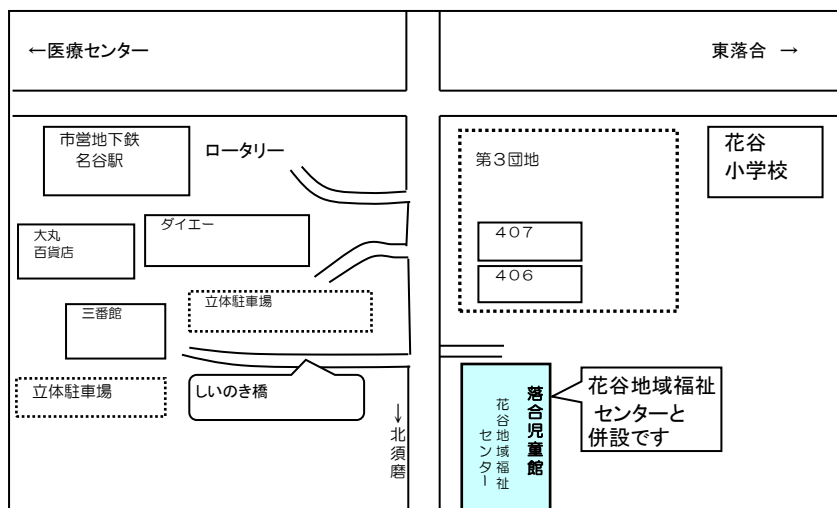 ←医療センター
東落合 →
市営地下鉄
名谷駅
ロータリー
第３団地
花谷
小学校
ダイエー
大丸
百貨店
４０７
４０６
立体駐車場
三番館
立体駐車場
しいのき橋
↓北須磨
落合児童館
花谷地域福祉
センター
花谷地域福祉
センターと
併設です